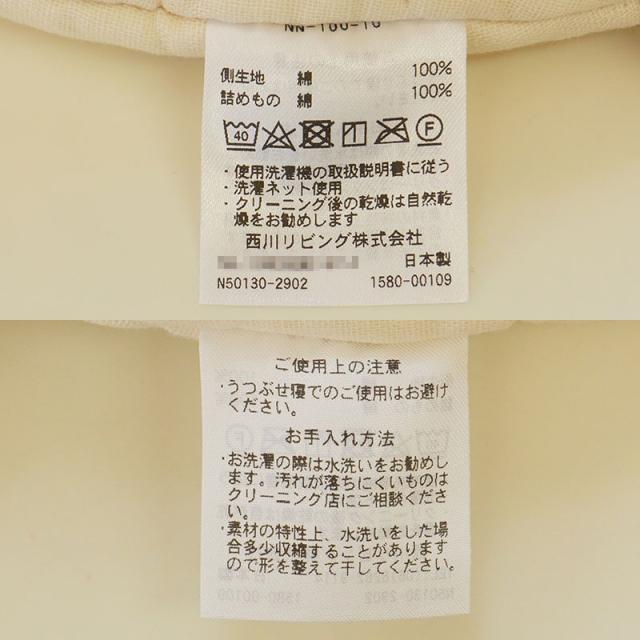 NN-100-10
側生地 綿 100%
詰めもの 綿 100%
40 F
・使用洗濯機の取扱説明書に従う
・洗濯ネット使用
・クリーニング後の乾燥は自然乾
燥をお勧めします
西川リビング株式会社
日本製
N50130-2902 1580-00109
ご使用上の注意
・うつぶせ寝でのご使用はお避け
ください。
お手入れ方法
・お洗濯の際は水洗いをお勧めし
ます。汚れが落ちにくいものは
クリーニング店にご相談くださ
い。
・素材の特性上、水洗いをした場
合多少収縮することがあります
ので形を整えて干してください。